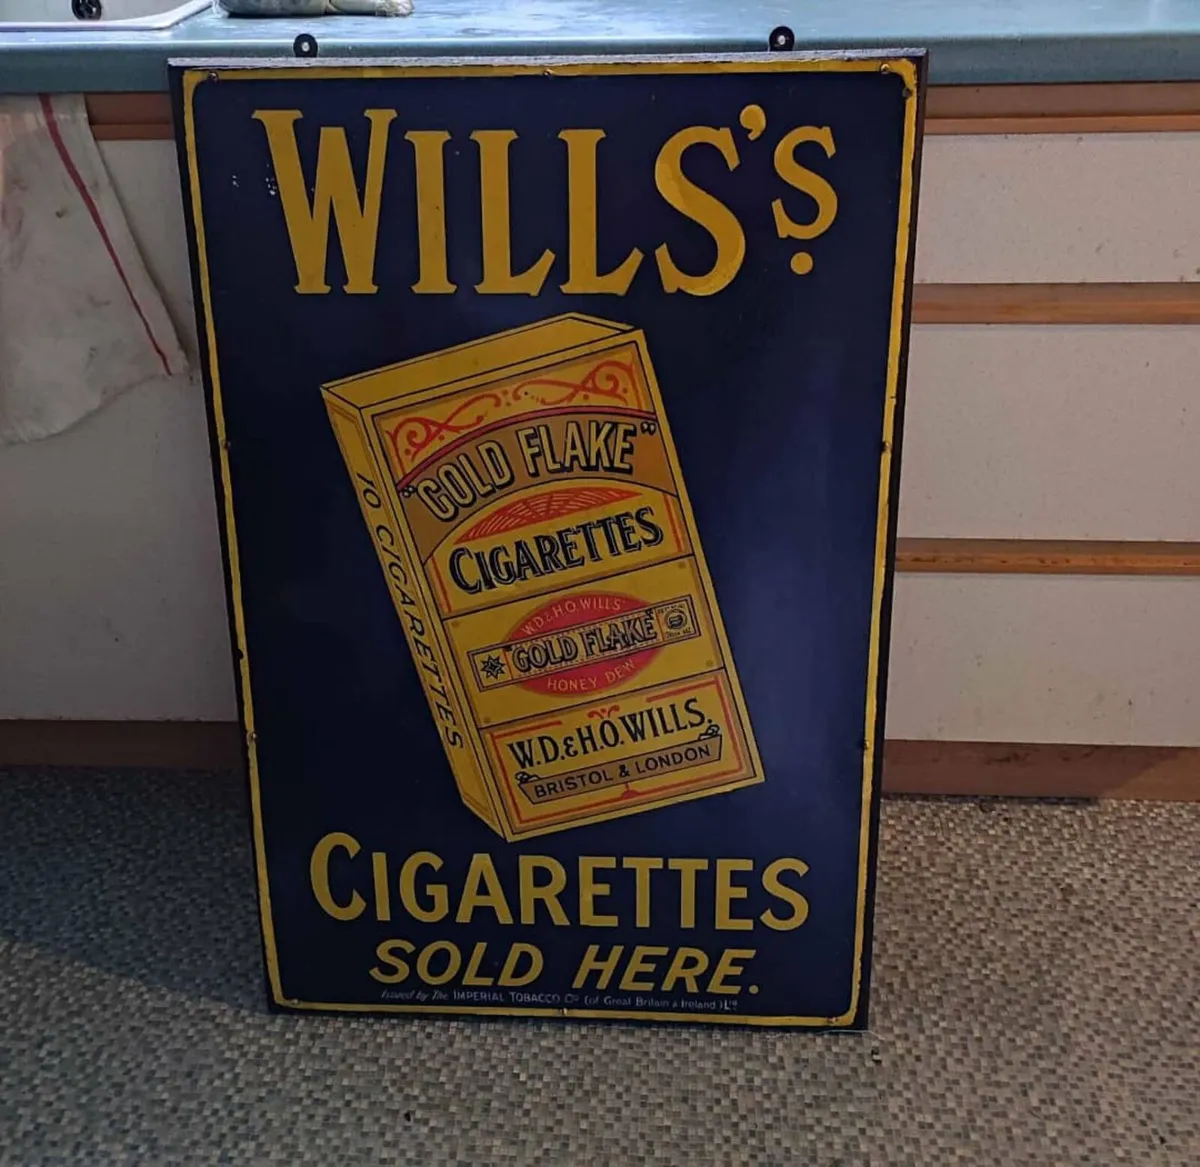 WILLS'S.
"GOLD FLAKE"
CIGARETTES
10 CIGARETTES
W.D.& H.O. WILLS'
"GOLD FLAKE"
HONEY DEW
W.D.& H.O. WILLS.
BRISTOL & LONDON
CIGARETTES
SOLD HERE.
Issued by The IMPERIAL TOBACCO Co (of Great Britain & Ireland) Ltd